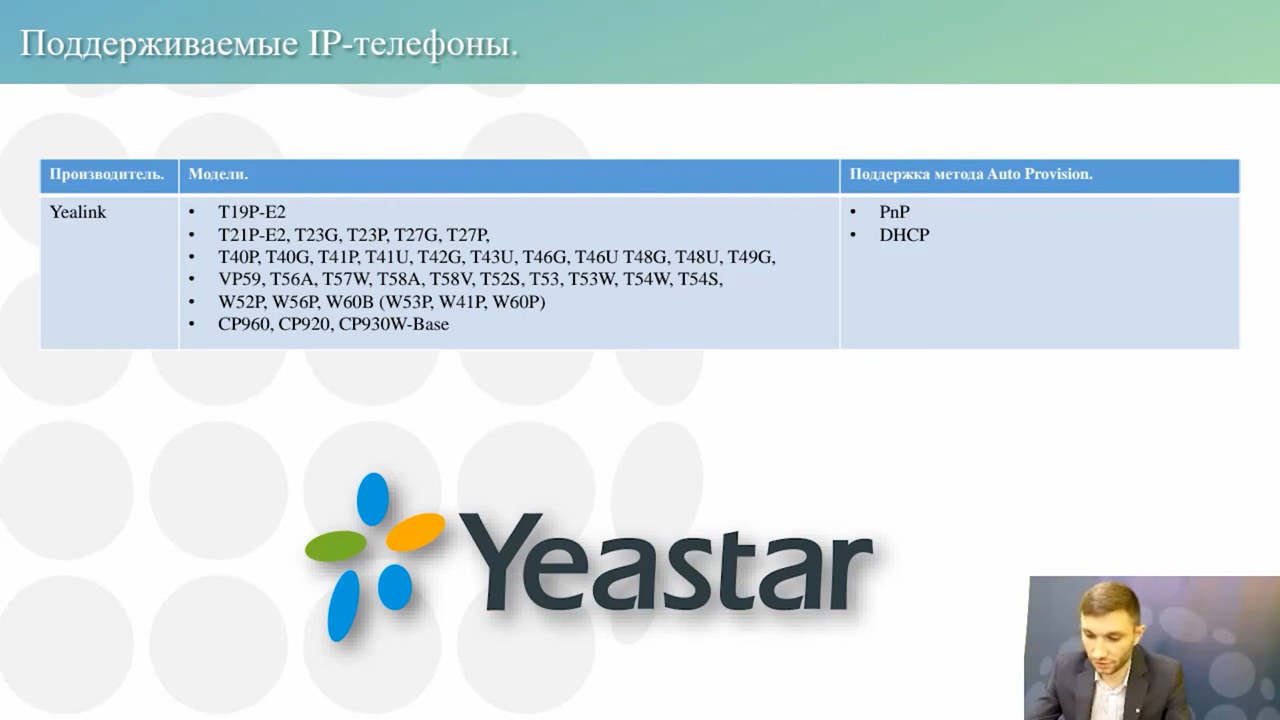 Поддерживаемые IP-телефоны.
Производитель. Модели. Поддержка метода Auto Provision.
Yealink
• T19P-E2
• T21P-E2, T23G, T23P, T27G, T27P,
• T40P, T40G, T41P, T41U, T42G, T43U, T46G, T46U T48G, T48U, T49G,
• VP59, T56A, T57W, T58A, T58V, T52S, T53, T53W, T54W, T54S,
• W52P, W56P, W60B (W53P, W41P, W60P)
• CP960, CP920, CP930W-Base
• PnP
• DHCP
Yeastar